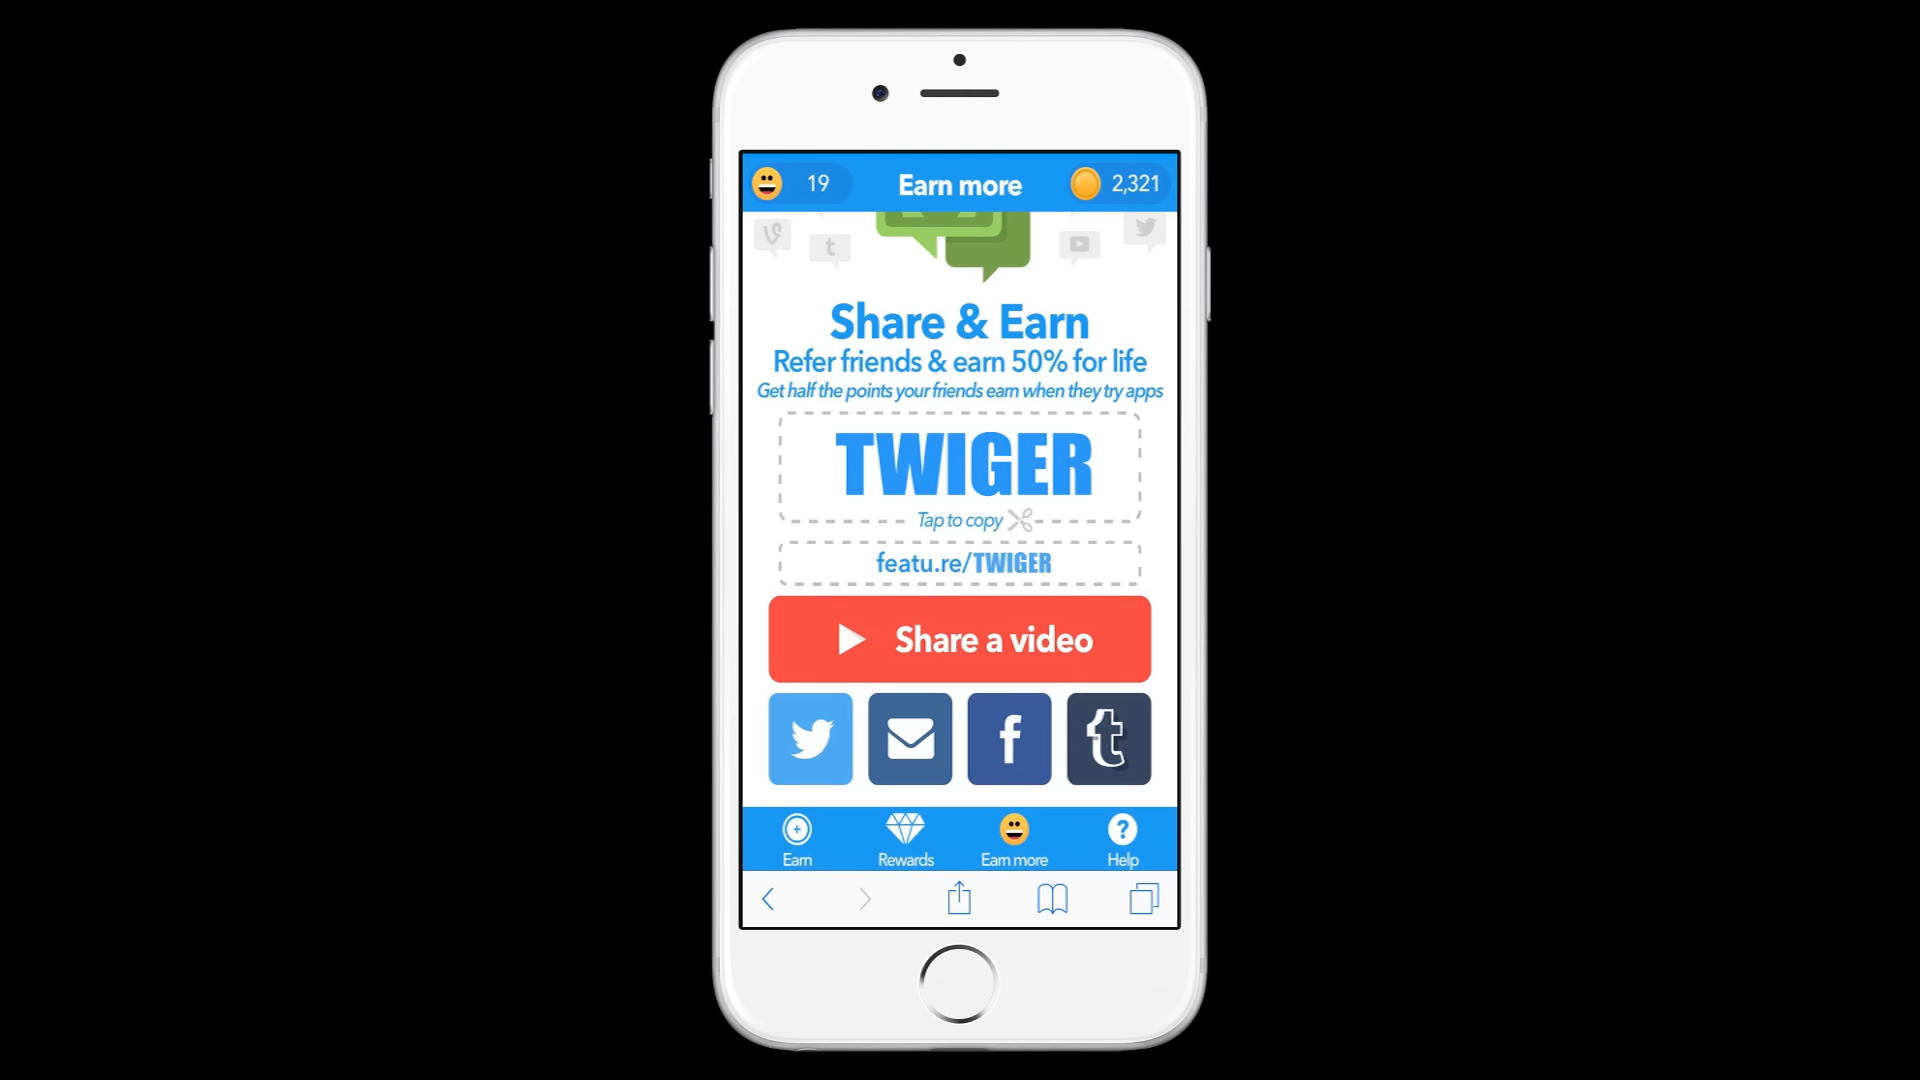 19
Earn more
2,321
Share & Earn
Refer friends & earn 50% for life
Get half the points your friends earn when they try apps
TWIGER
Tap to copy
featu.re/TWIGER
Share a video
Earn
Rewards
Earn more
Help